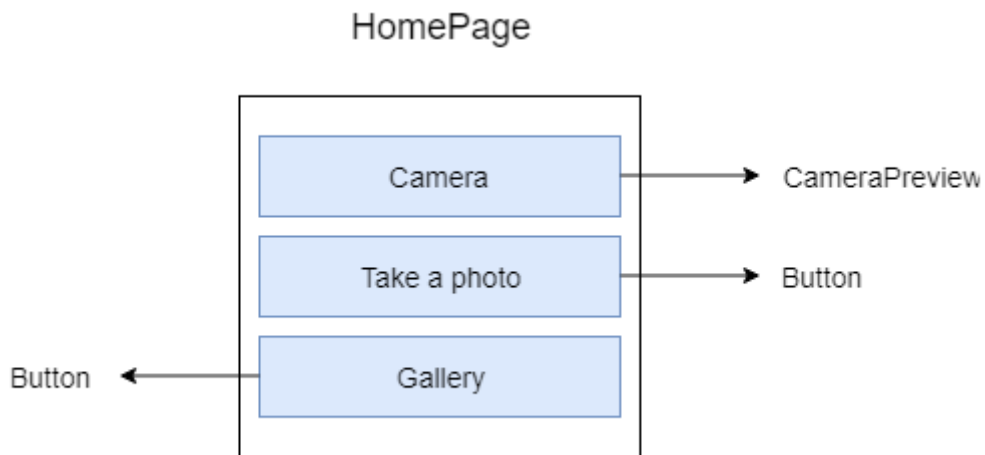 HomePage
Camera
CameraPreview
Take a photo
Button
Button
Gallery